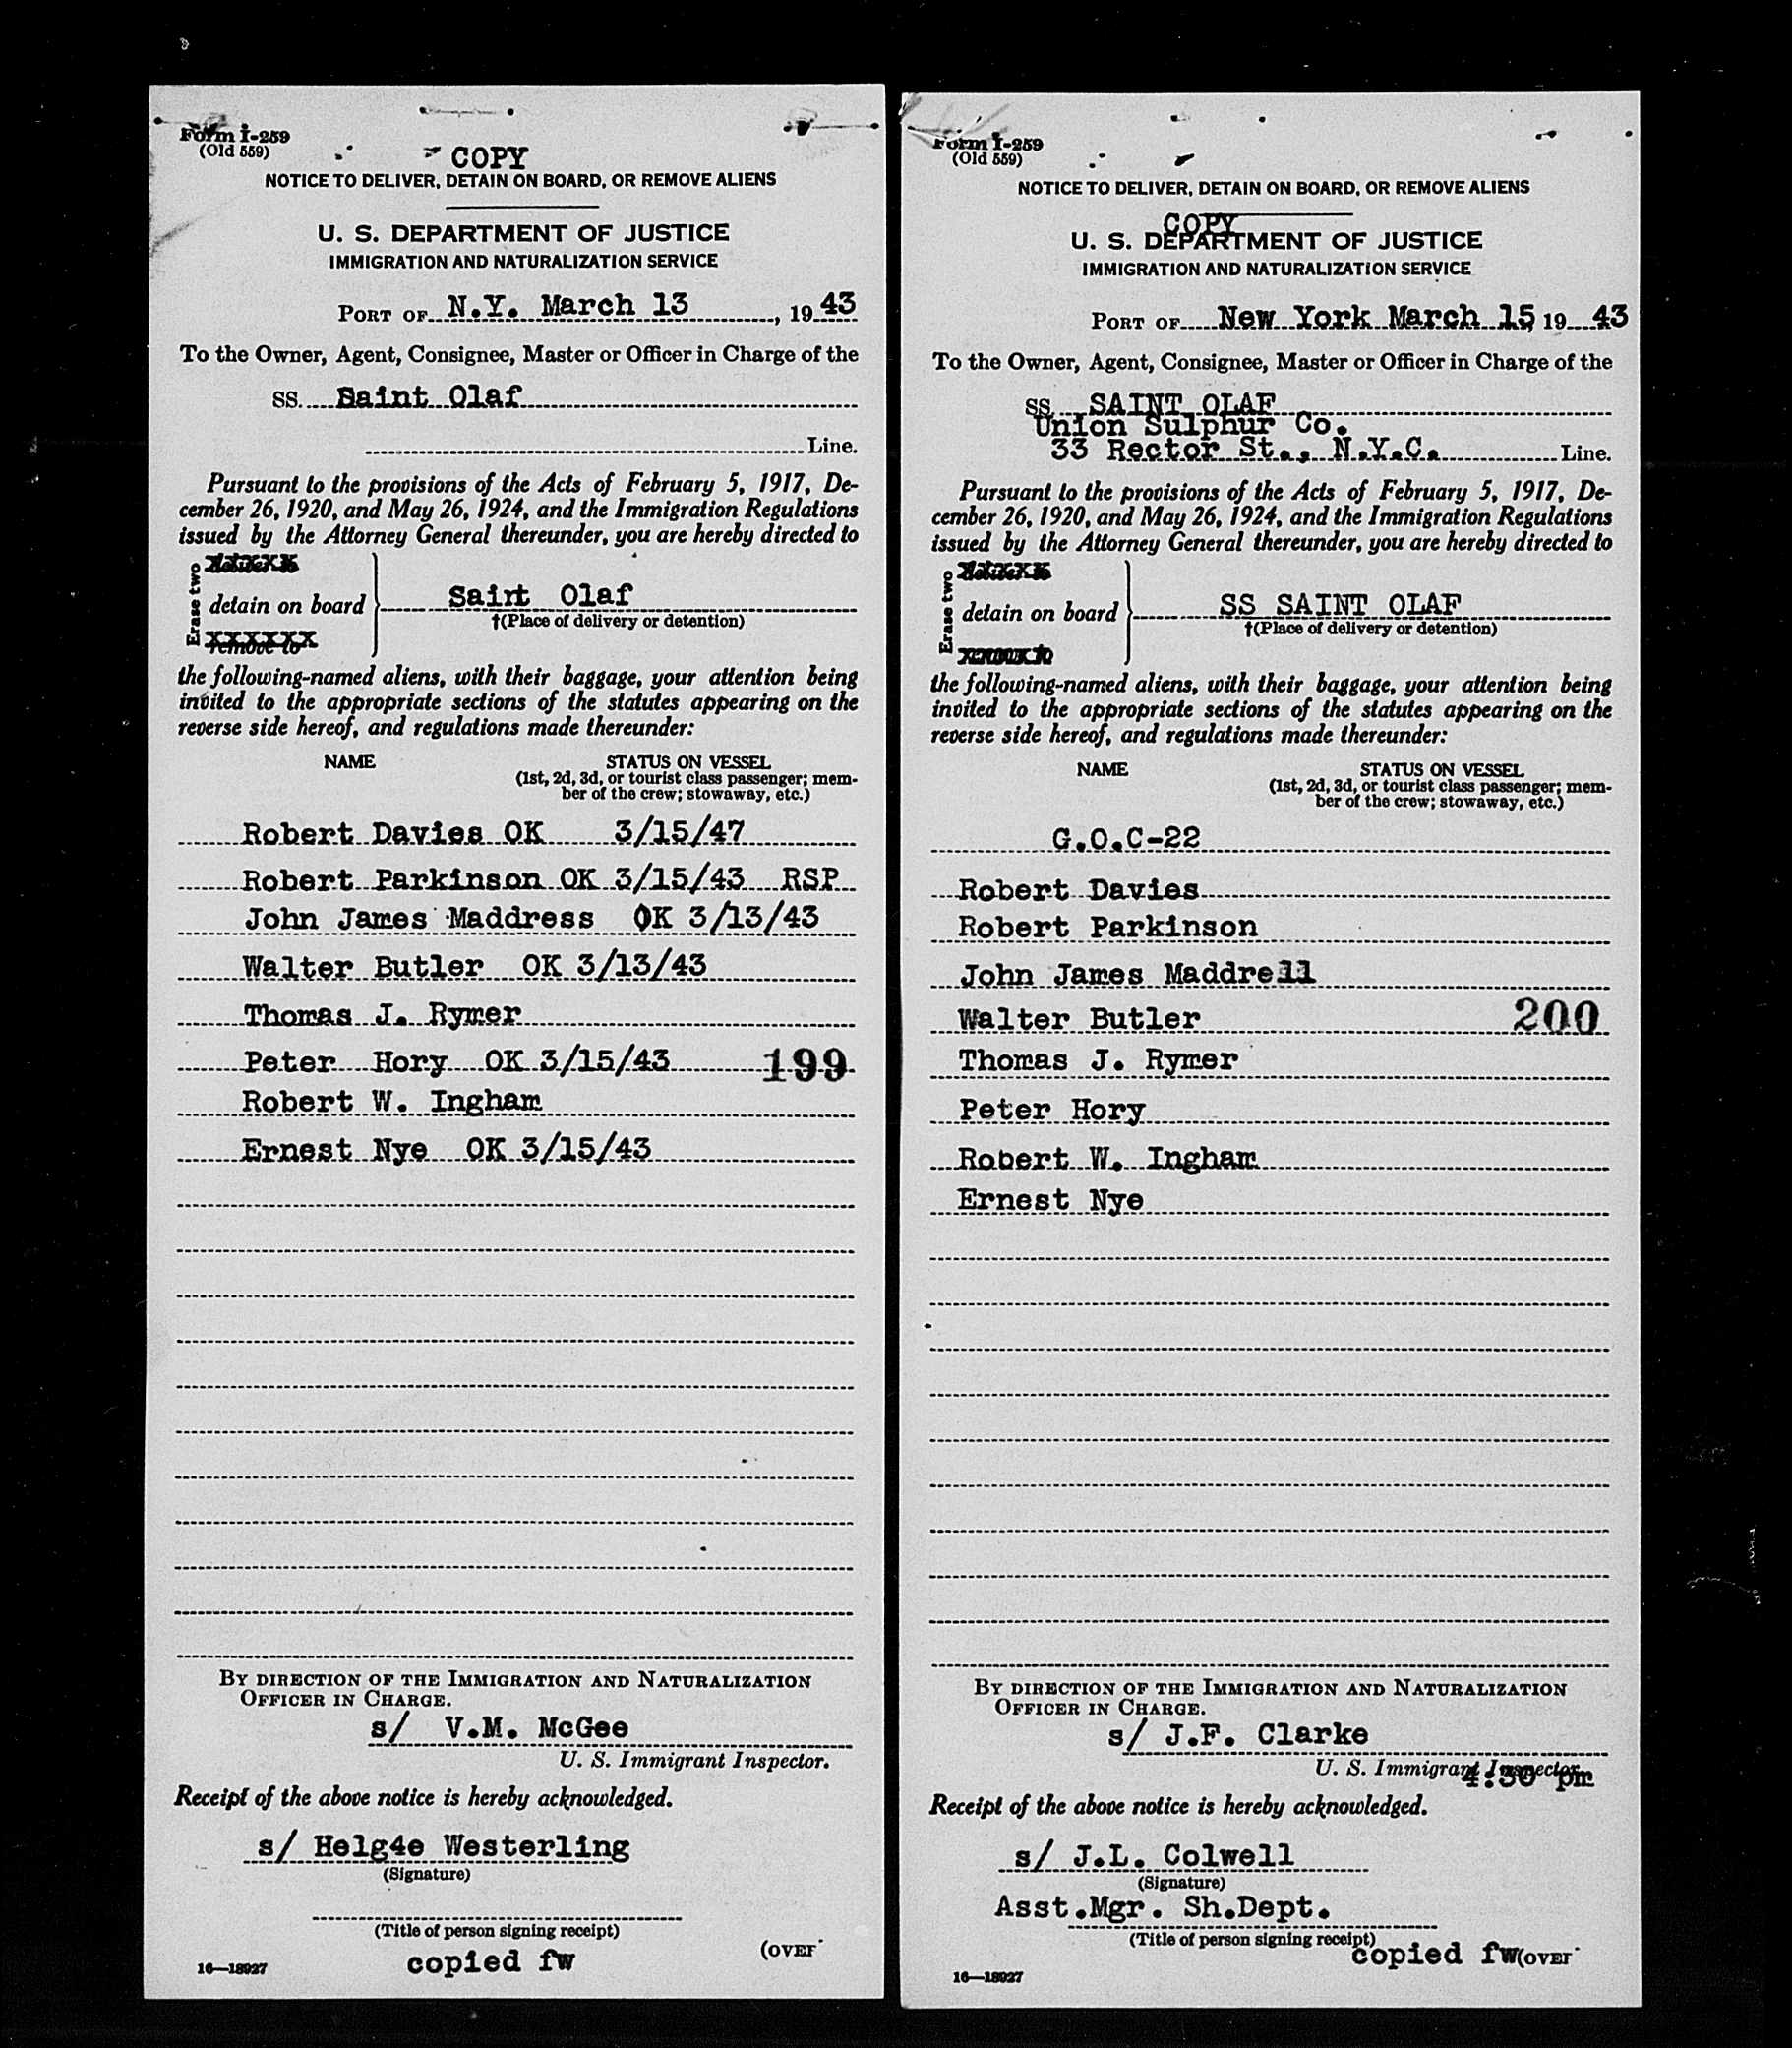 Form I-259
(Old 559)
COPY
NOTICE TO DELIVER, DETAIN ON BOARD, OR REMOVE ALIENS
U. S. DEPARTMENT OF JUSTICE
IMMIGRATION AND NATURALIZATION SERVICE
PORT OF N.Y. March 13, 19 43
To the Owner, Agent, Consignee, Master or Officer in Charge of the
SS. Saint Olaf
Line.
Pursuant to the provisions of the Acts of February 5, 1917, De-
cember 26, 1920, and May 26, 1924, and the Immigration Regulations
issued by the Attorney General thereunder, you are hereby directed to
Erase two
detain on board
remove to
Saint Olaf
†(Place of delivery or detention)
the following-named aliens, with their baggage, your attention being
invited to the appropriate sections of the statutes appearing on the
reverse side hereof, and regulations made thereunder:
NAME STATUS ON VESSEL
(1st, 2d, 3d, or tourist class passenger; mem-
ber of the crew; stowaway, etc.)
Robert Davies OK 3/15/47
Robert Parkinson OK 3/15/43 RSP
John James Maddress OK 3/13/43
Walter Butler OK 3/13/43
Thomas J. Rymer
Peter Hory OK 3/15/43 199
Robert W. Ingham
Ernest Nye OK 3/15/43
BY DIRECTION OF THE IMMIGRATION AND NATURALIZATION
OFFICER IN CHARGE.
s/ V.M. McGee
U. S. Immigrant Inspector.
Receipt of the above notice is hereby acknowledged.
s/ Helg4e Westerling
(Signature)
(Title of person signing receipt)
copied fw
(OVER
16—18927
Form I-259
(Old 559)
NOTICE TO DELIVER, DETAIN ON BOARD, OR REMOVE ALIENS
COPY
U. S. DEPARTMENT OF JUSTICE
IMMIGRATION AND NATURALIZATION SERVICE
PORT OF New York March 15, 19 43
To the Owner, Agent, Consignee, Master or Officer in Charge of the
SS SAINT OLAF
Union Sulphur Co.
33 Rector St., N.Y.C. Line.
Pursuant to the provisions of the Acts of February 5, 1917, De-
cember 26, 1920, and May 26, 1924, and the Immigration Regulations
issued by the Attorney General thereunder, you are hereby directed to
Erase two
detain on board
SS SAINT OLAF
†(Place of delivery or detention)
the following-named aliens, with their baggage, your attention being
invited to the appropriate sections of the statutes appearing on the
reverse side hereof, and regulations made thereunder:
NAME STATUS ON VESSEL
(1st, 2d, 3d, or tourist class passenger; mem-
ber of the crew; stowaway, etc.)
G.O.C-22
Robert Davies
Robert Parkinson
John James Maddrell
Walter Butler 200
Thomas J. Rymer
Peter Hory
Robert W. Ingham
Ernest Nye
BY DIRECTION OF THE IMMIGRATION AND NATURALIZATION
OFFICER IN CHARGE.
s/ J.F. Clarke
U. S. Immigrant Inspector.
4:30 pm
Receipt of the above notice is hereby acknowledged.
s/ J.L. Colwell
(Signature)
Asst.Mgr. Sh.Dept.
(Title of person signing receipt)
copied fw (OVER
16—18927